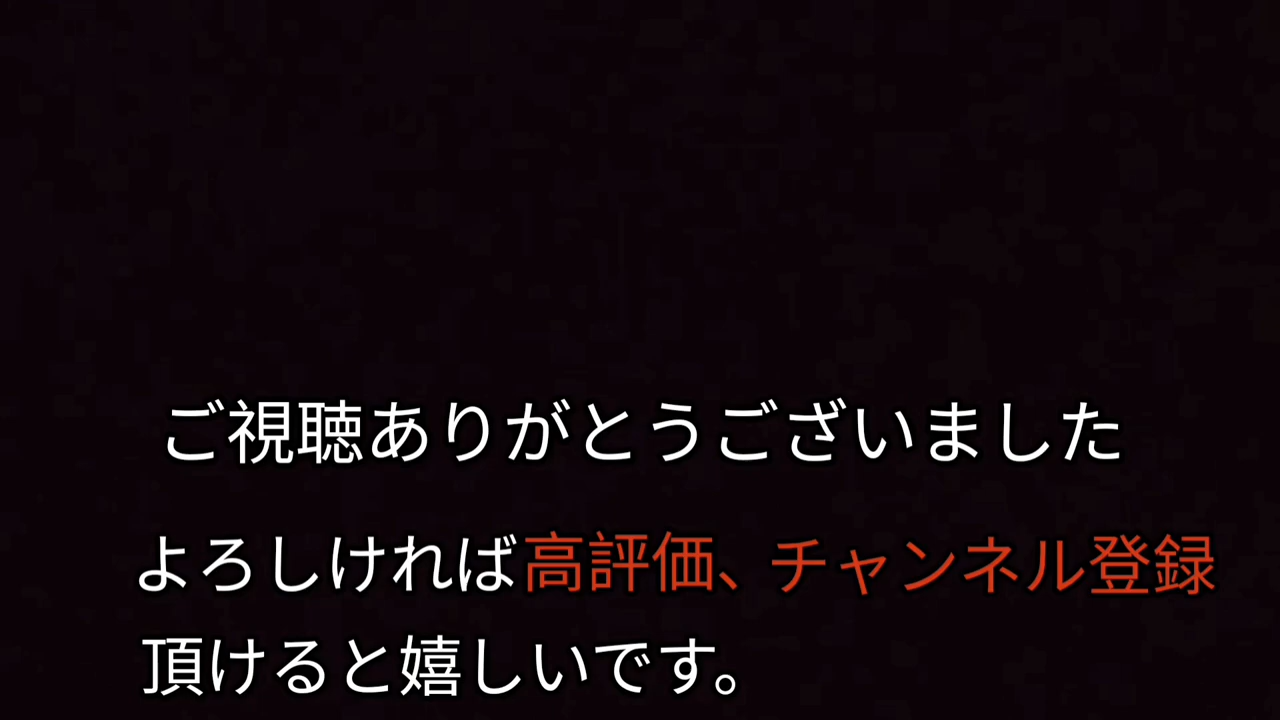 ご視聴ありがとうございました
よろしければ高評価、チャンネル登録
頂けると嬉しいです。